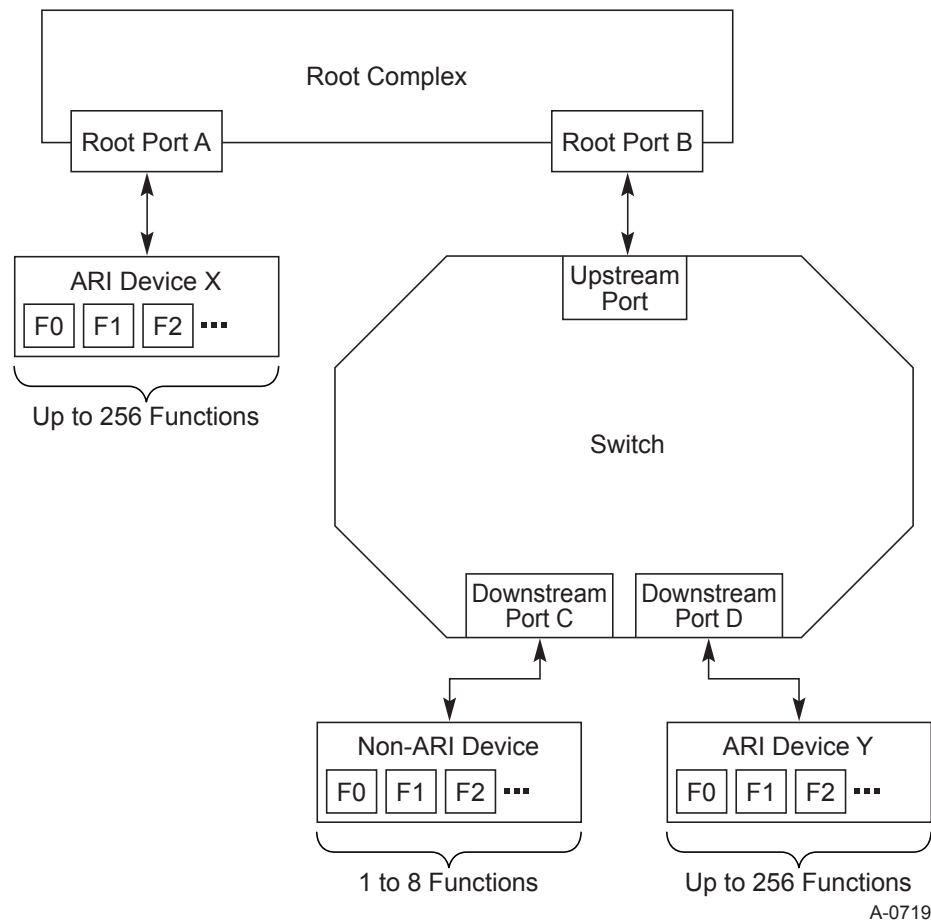 Root Complex
Root Port A
Root Port B
ARI Device X
F0 F1 F2 ...
Up to 256 Functions
Upstream
Port
Switch
Downstream
Port C
Downstream
Port D
Non-ARI Device
F0 F1 F2 ...
1 to 8 Functions
ARI Device Y
F0 F1 F2 ...
Up to 256 Functions
A-0719